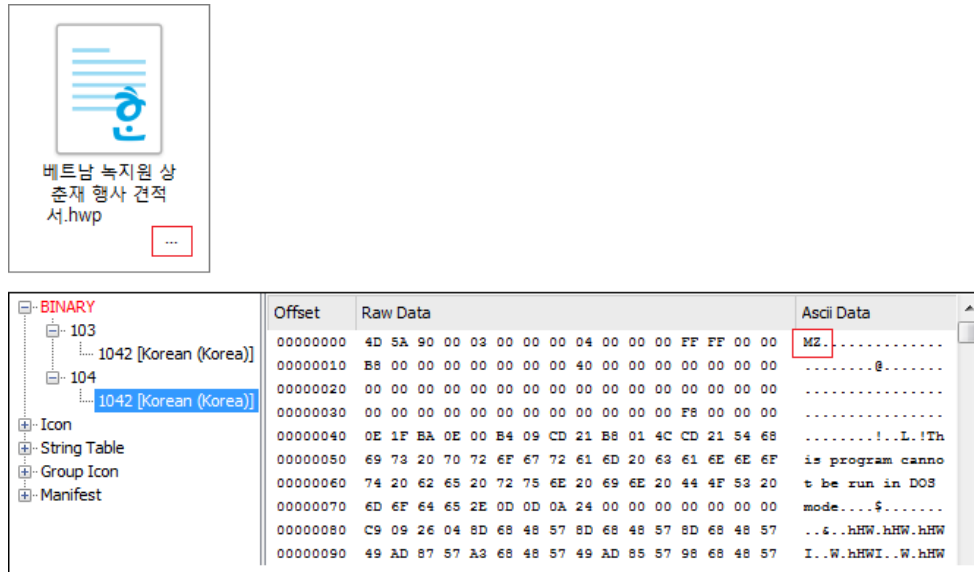 훈
베트남 녹지원 상
춘재 행사 견적
서.hwp
...
BINARY
103
1042 [Korean (Korea)]
104
1042 [Korean (Korea)]
Icon
String Table
Group Icon
Manifest
Offset Raw Data Ascii Data
00000000 4D 5A 90 00 03 00 00 00 04 00 00 00 FF FF 00 00 MZ..............
00000010 B8 00 00 00 00 00 00 00 40 00 00 00 00 00 00 00 ........@.......
00000020 00 00 00 00 00 00 00 00 00 00 00 00 00 00 00 00 ................
00000030 00 00 00 00 00 00 00 00 00 00 00 00 F8 00 00 00 ................
00000040 0E 1F BA 0E 00 B4 09 CD 21 B8 01 4C CD 21 54 68 ........!..L.!Th
00000050 69 73 20 70 72 6F 67 72 61 6D 20 63 61 6E 6E 6F is program canno
00000060 74 20 62 65 20 72 75 6E 20 69 6E 20 44 4F 53 20 t be run in DOS
00000070 6D 6F 64 65 2E 0D 0D 0A 24 00 00 00 00 00 00 00 mode....$.......
00000080 C9 09 26 04 8D 68 48 57 8D 68 48 57 8D 68 48 57 ..&..hHW.hHW.hHW
00000090 49 AD 87 57 A3 68 48 57 49 AD 85 57 98 68 48 57 I..W.hHWI..W.hHW